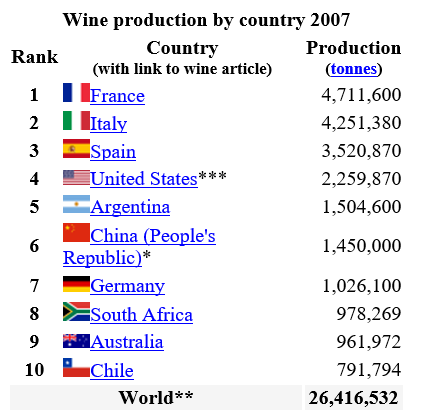 Wine production by country 2007
Rank Country Production
(with link to wine article) (tonnes)
1 France 4,711,600
2 Italy 4,251,380
3 Spain 3,520,870
4 United States*** 2,259,870
5 Argentina 1,504,600
6 China (People's Republic)* 1,450,000
7 Germany 1,026,100
8 South Africa 978,269
9 Australia 961,972
10 Chile 791,794
World** 26,416,532